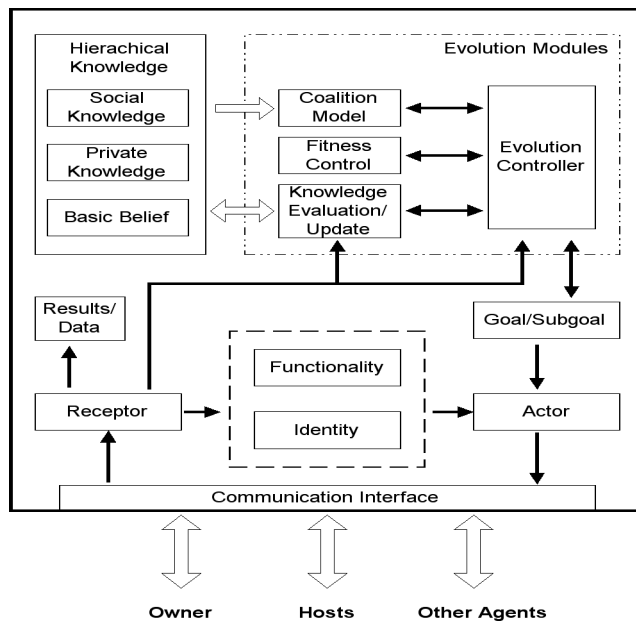 Hierachical
Knowledge
Social
Knowledge
Private
Knowledge
Basic Belief
Evolution Modules
Coalition
Model
Fitness
Control
Knowledge
Evaluation/
Update
Evolution
Controller
Results/
Data
Goal/Subgoal
Functionality
Identity
Receptor
Actor
Communication Interface
Owner
Hosts
Other Agents